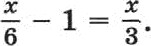 x/6 − 1 = x/3.